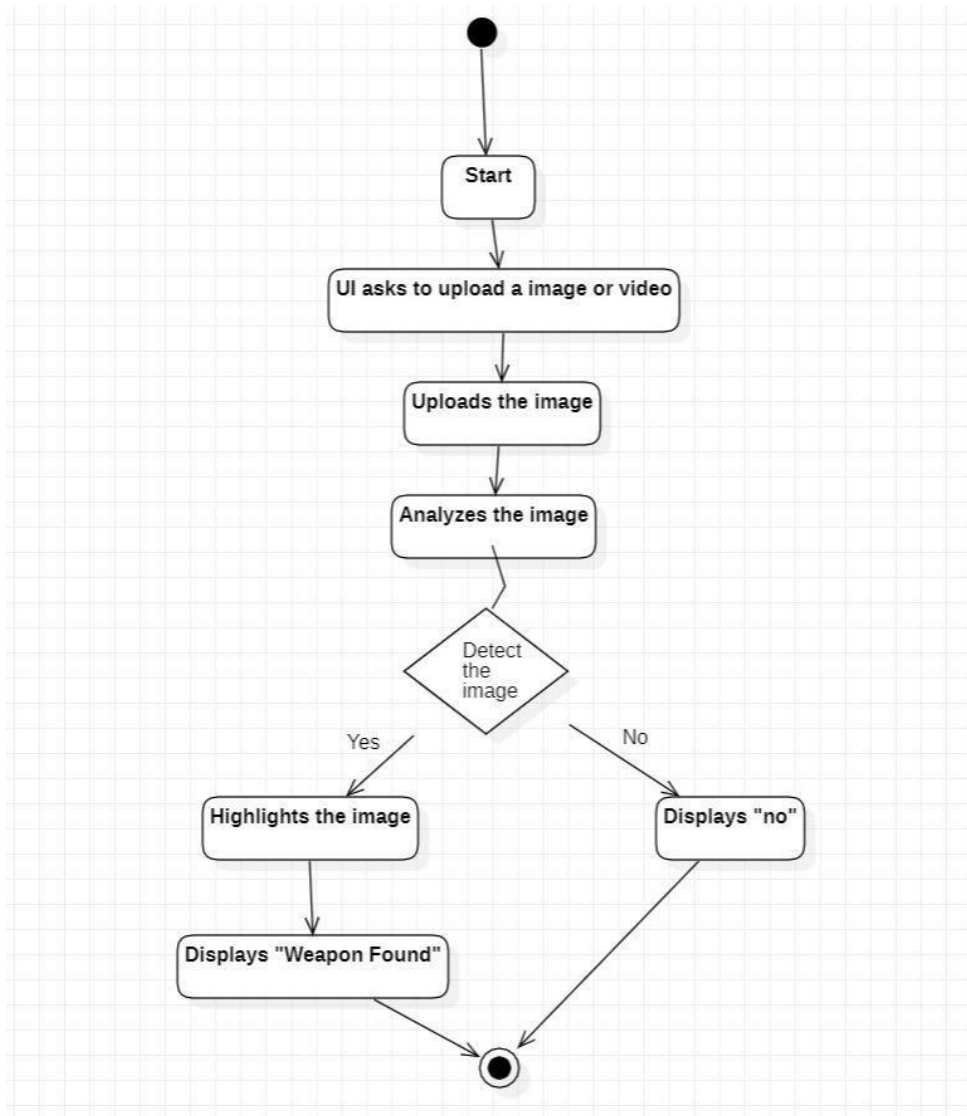 Start
UI asks to upload a image or video
Uploads the image
Analyzes the image
Detect
the
image
Yes
No
Highlights the image
Displays "no"
Displays "Weapon Found"